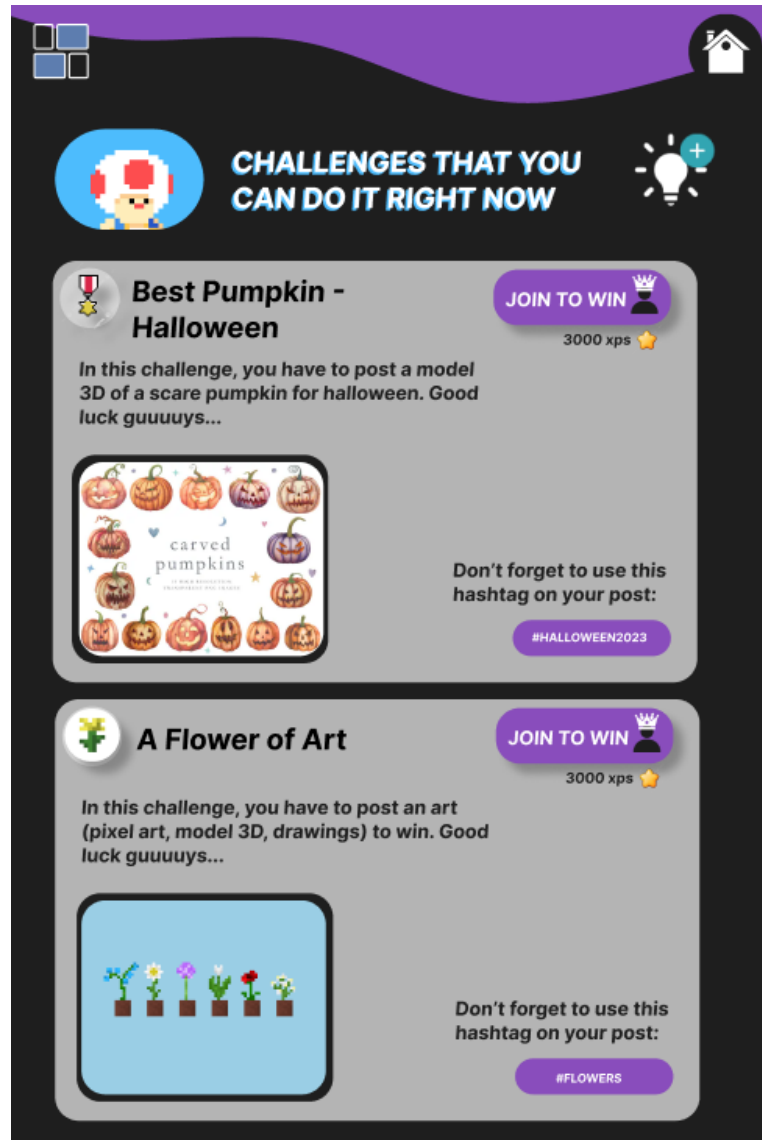 CHALLENGES THAT YOU
CAN DO IT RIGHT NOW
Best Pumpkin -
Halloween
JOIN TO WIN
3000 xps
In this challenge, you have to post a model
3D of a scare pumpkin for halloween. Good
luck guuuuys...
carved
pumpkins
Don't forget to use this
hashtag on your post:
#HALLOWEEN2023
A Flower of Art
JOIN TO WIN
3000 xps
In this challenge, you have to post an art
(pixel art, model 3D, drawings) to win. Good
luck guuuuys...
Don't forget to use this
hashtag on your post:
#FLOWERS